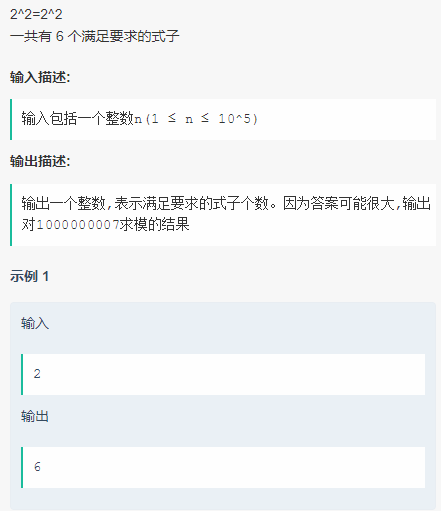 2^2=2^2
一共有 6 个满足要求的式子
输入描述:
输入包括一个整数n(1 ≤ n ≤ 10^5)
输出描述:
输出一个整数,表示满足要求的式子个数。因为答案可能很大,输出
对1000000007求模的结果
示例 1
输入
2
输出
6